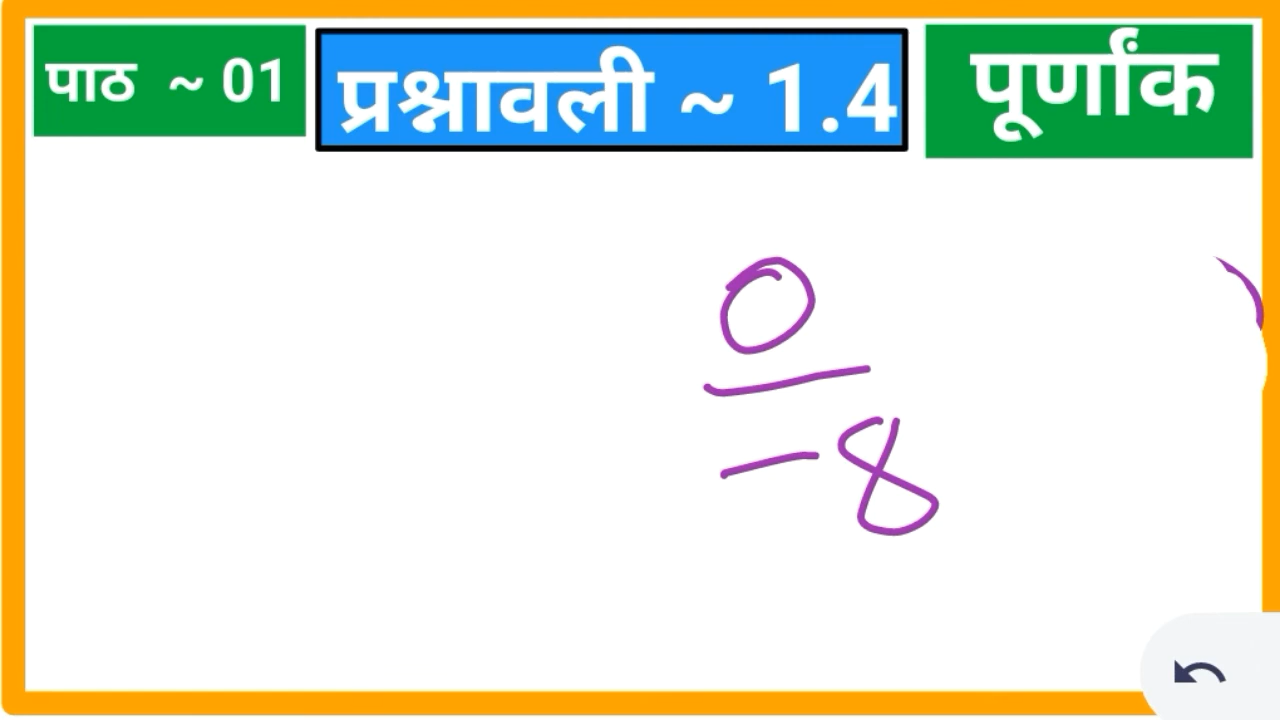 पाठ ~ 01
प्रश्नावली ~ 1.4
पूर्णांक
0
-8